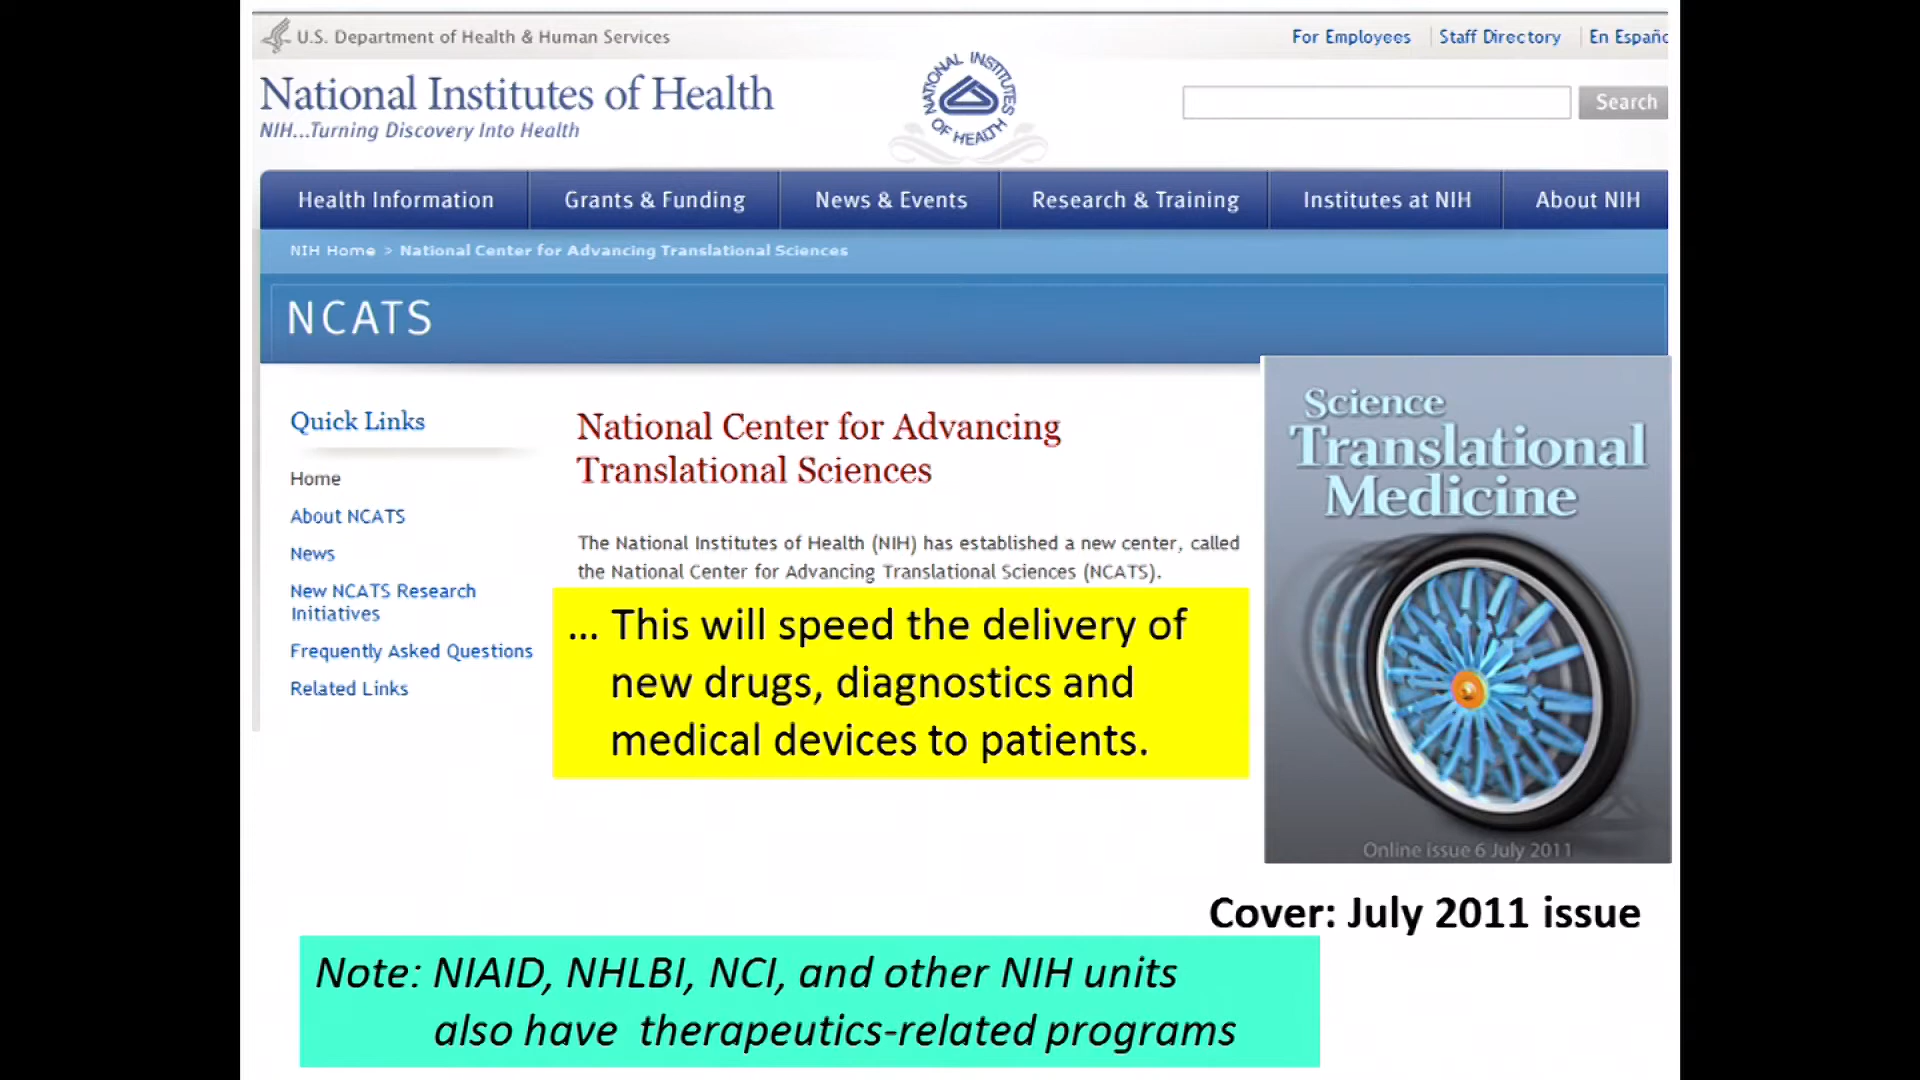 U.S. Department of Health & Human Services
For Employees
Staff Directory
En Españo
National Institutes of Health
NIH...Turning Discovery Into Health
NATIONAL INSTITUTES OF HEALTH
Search
Health Information
Grants & Funding
News & Events
Research & Training
Institutes at NIH
About NIH
NIH Home > National Center for Advancing Translational Sciences
NCATS
Quick Links
Home
About NCATS
News
New NCATS Research
Initiatives
Frequently Asked Questions
Related Links
National Center for Advancing
Translational Sciences
The National Institutes of Health (NIH) has established a new center, called
the National Center for Advancing Translational Sciences (NCATS).
... This will speed the delivery of
new drugs, diagnostics and
medical devices to patients.
Science
Translational
Medicine
Online issue 6 July 2011
Cover: July 2011 issue
Note: NIAID, NHLBI, NCI, and other NIH units
also have therapeutics-related programs